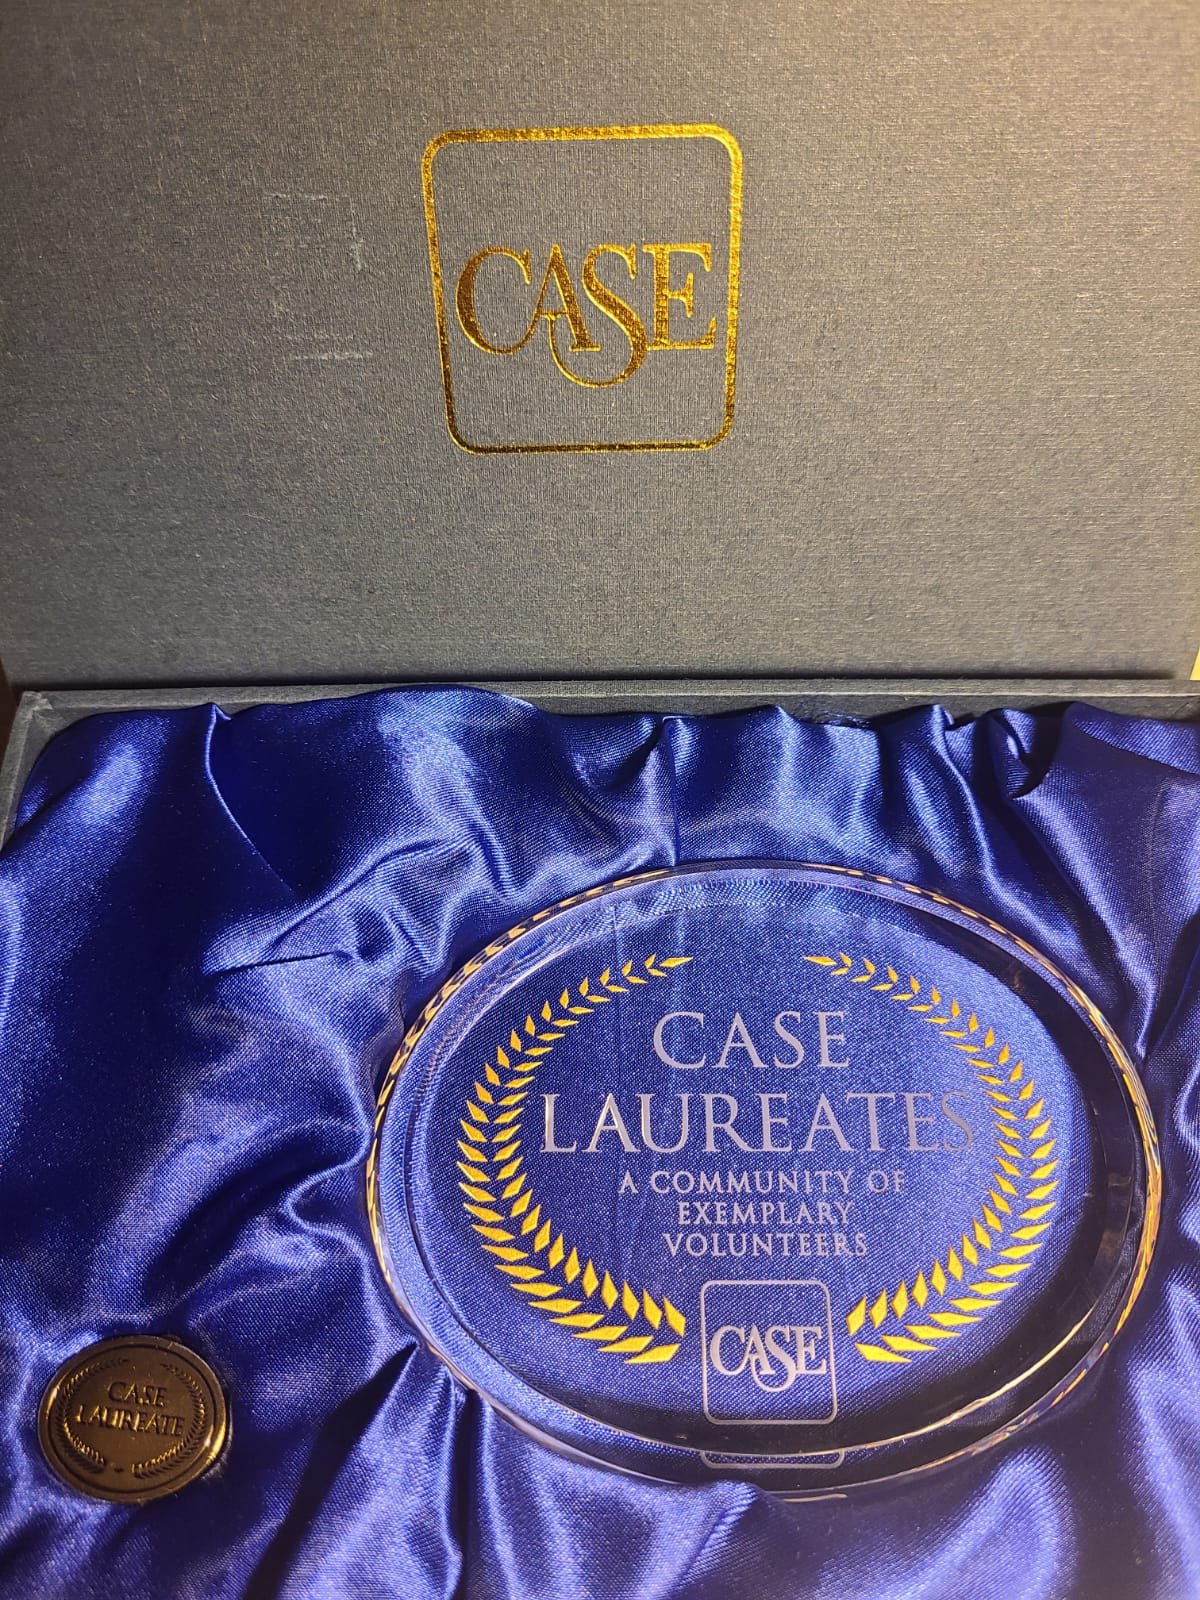 CASE
CASE
LAUREATES
A COMMUNITY OF
EXEMPLARY
VOLUNTEERS
CASE
CASE
LAUREATE